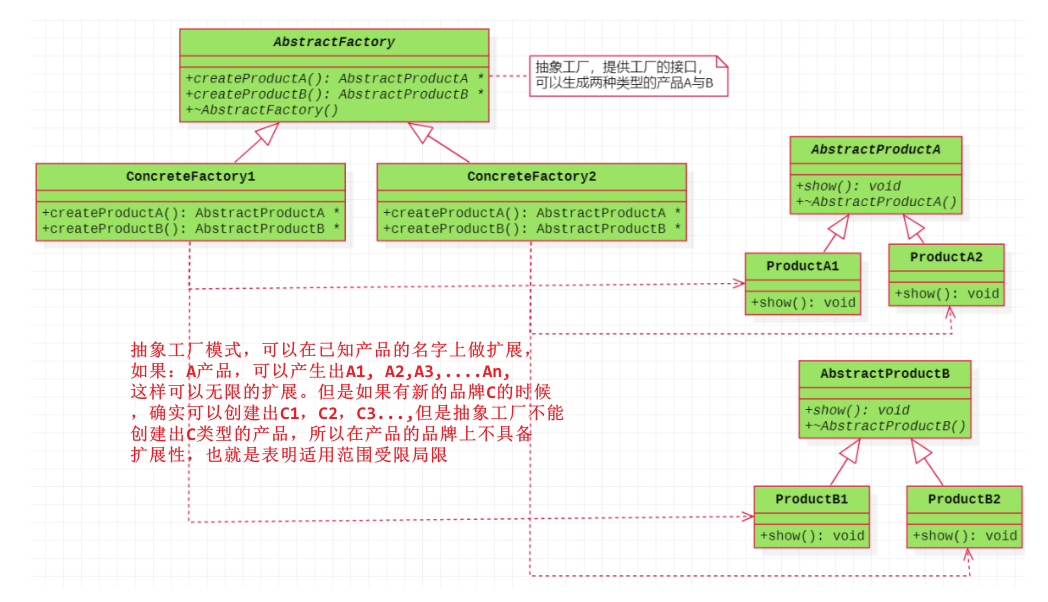 AbstractFactory
+createProductA(): AbstractProductA *
+createProductB(): AbstractProductB *
+~AbstractFactory()
抽象工厂，提供工厂的接口，
可以生成两种类型的产品A与B
ConcreteFactory1
+createProductA(): AbstractProductA *
+createProductB(): AbstractProductB *
ConcreteFactory2
+createProductA(): AbstractProductA *
+createProductB(): AbstractProductB *
AbstractProductA
+show(): void
+~AbstractProductA()
ProductA1
+show(): void
ProductA2
+show(): void
抽象工厂模式，可以在已知产品的名字上做扩展，
如果：A产品，可以产生出A1, A2,A3,....An,
这样可以无限的扩展。但是如果有新的品牌C的时候
，确实可以创建出C1，C2，C3...,但是抽象工厂不能
创建出C类型的产品，所以在产品的品牌上不具备
扩展性，也就是表明适用范围受限局限
AbstractProductB
+show(): void
+~AbstractProductB()
ProductB1
+show(): void
ProductB2
+show(): void